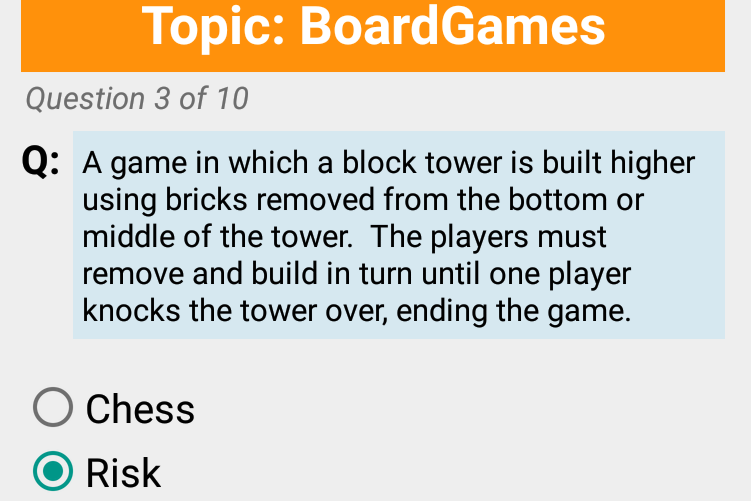 Topic: BoardGames
Question 3 of 10
Q: A game in which a block tower is built higher
using bricks removed from the bottom or
middle of the tower.  The players must
remove and build in turn until one player
knocks the tower over, ending the game.
Chess
Risk